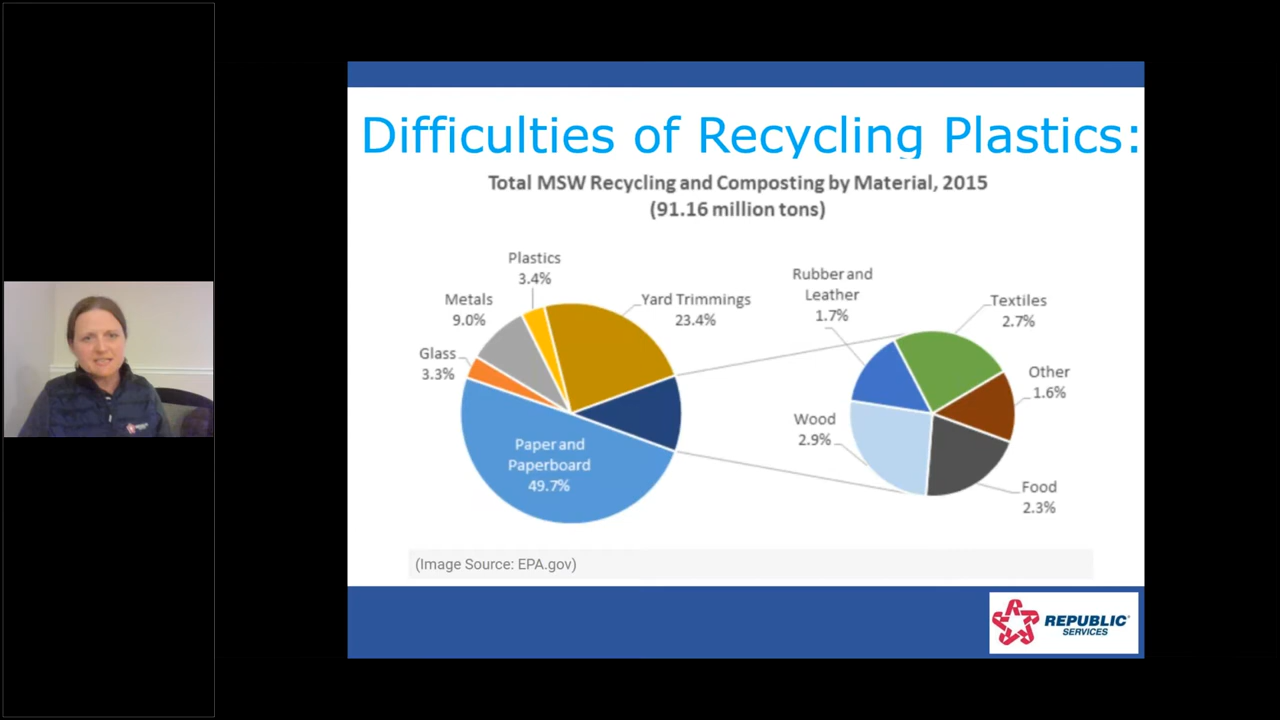 Difficulties of Recycling Plastics:
Total MSW Recycling and Composting by Material, 2015
(91.16 million tons)
Plastics
3.4%
Metals
9.0%
Glass
3.3%
Yard Trimmings
23.4%
Paper and
Paperboard
49.7%
Rubber and
Leather
1.7%
Textiles
2.7%
Other
1.6%
Wood
2.9%
Food
2.3%
(Image Source: EPA.gov)
REPUBLIC
SERVICES